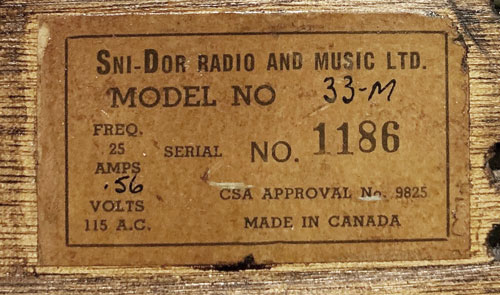 SNI-DOR RADIO AND MUSIC LTD.
MODEL NO 33-M
FREQ.
25
AMPS
.56
VOLTS
115 A.C.
SERIAL NO. 1186
CSA APPROVAL No. 9825
MADE IN CANADA